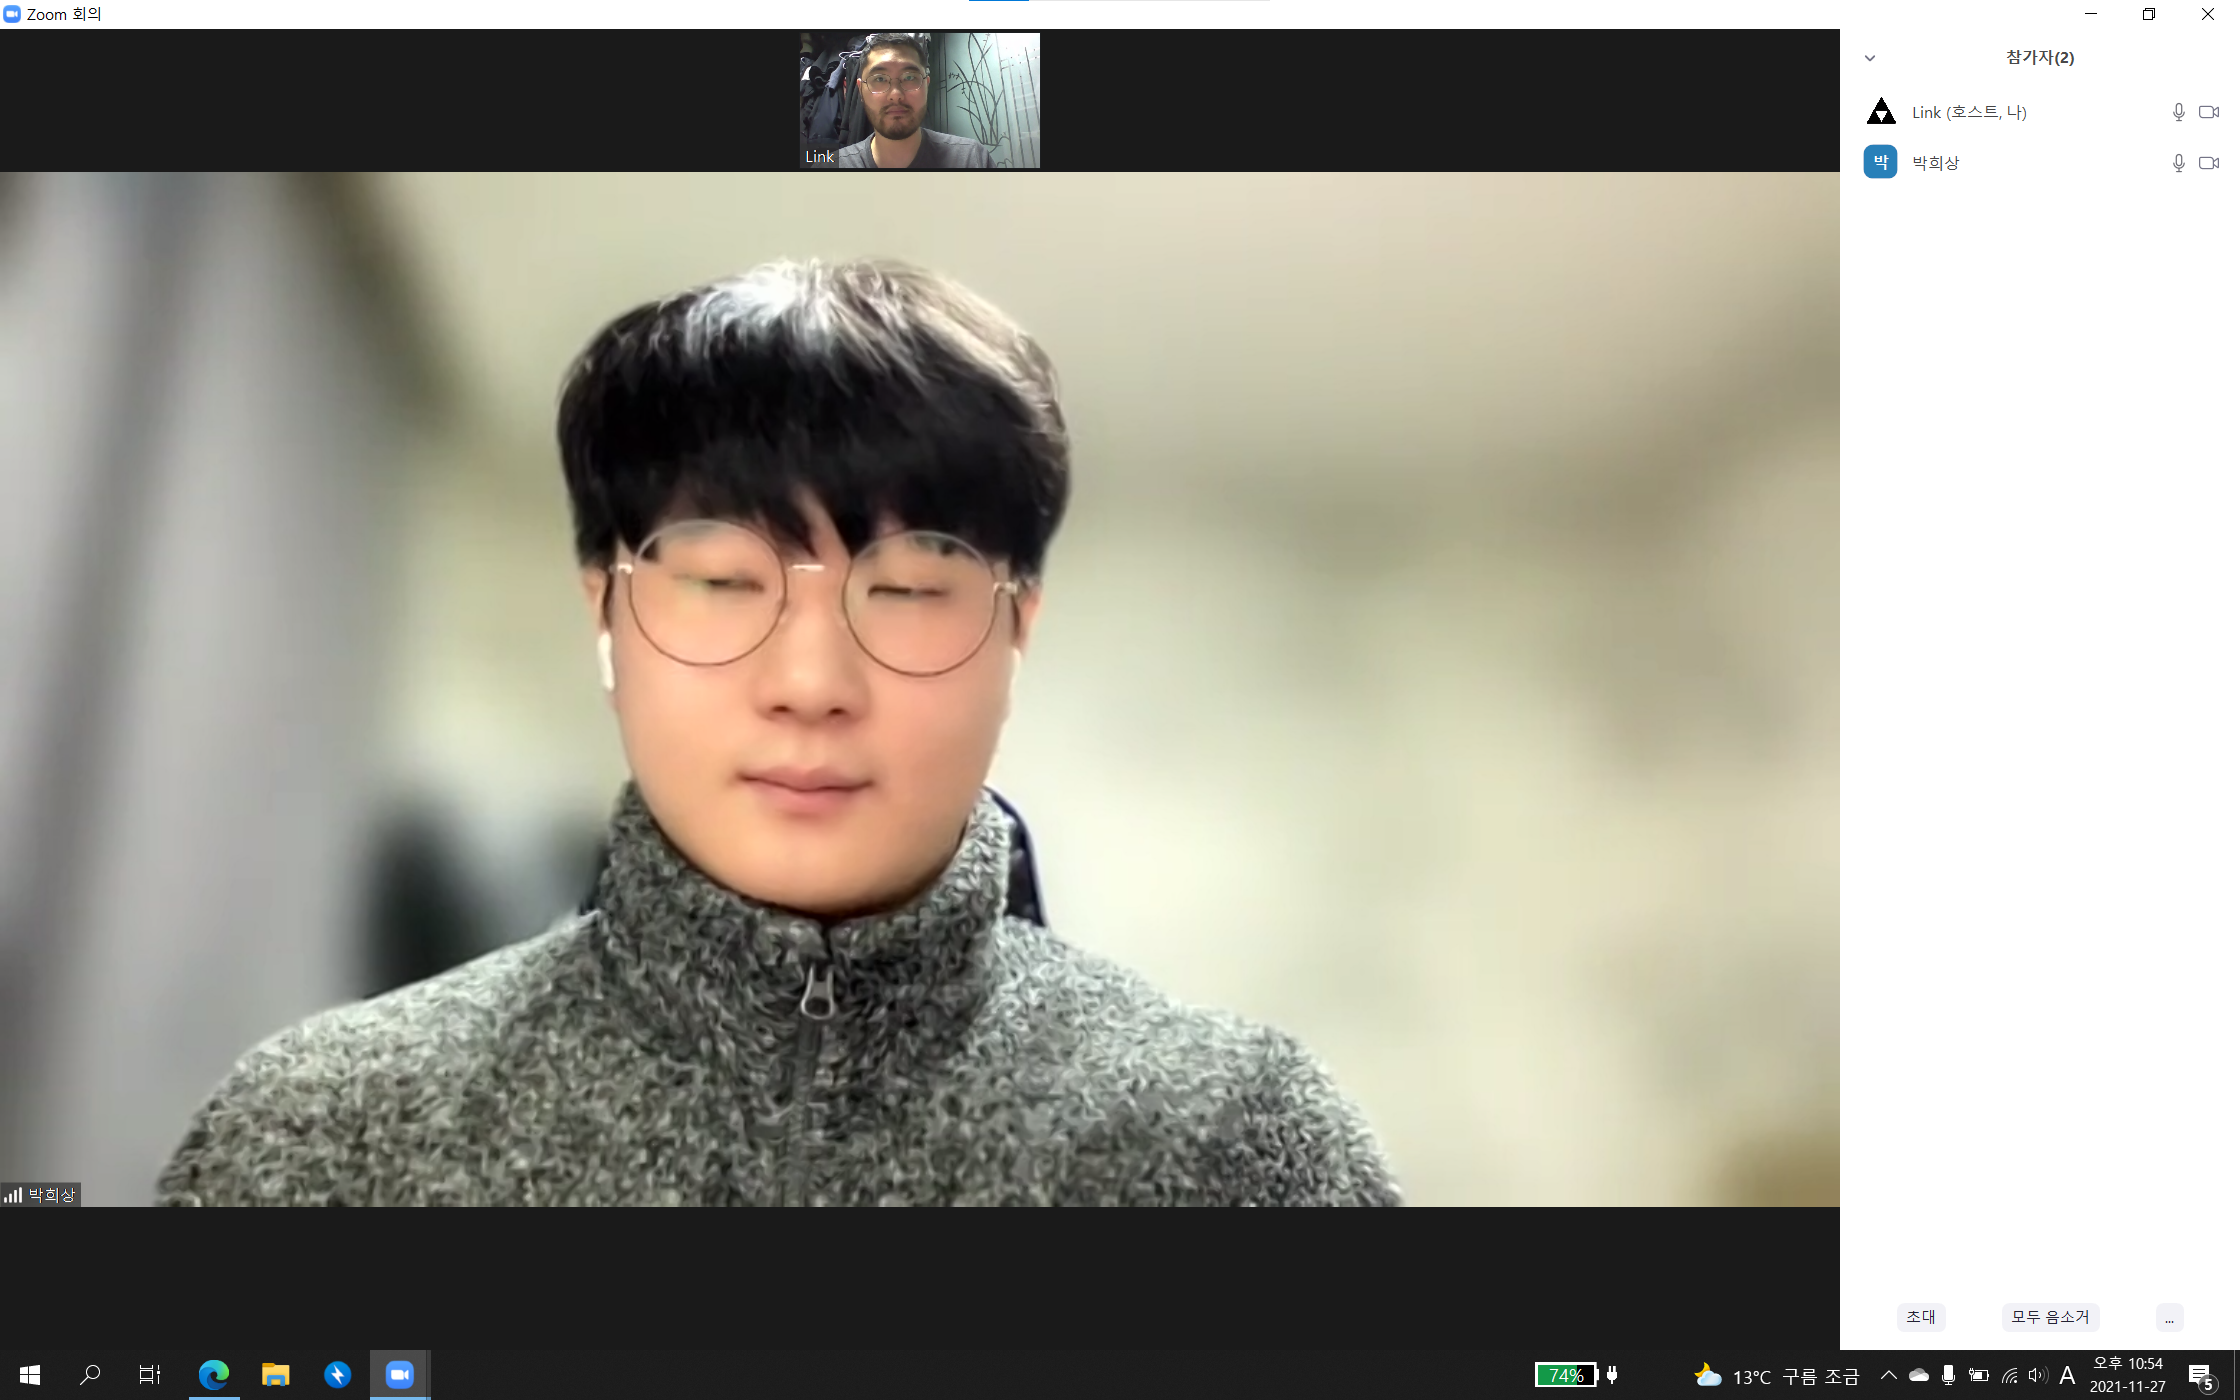 Zoom 회의
Link
참가자(2)
Link (호스트, 나)
박
박희상
박희상
초대
모두 음소거
...
74%
13°C 구름 조금
A
오후 10:54
2021-11-27
5